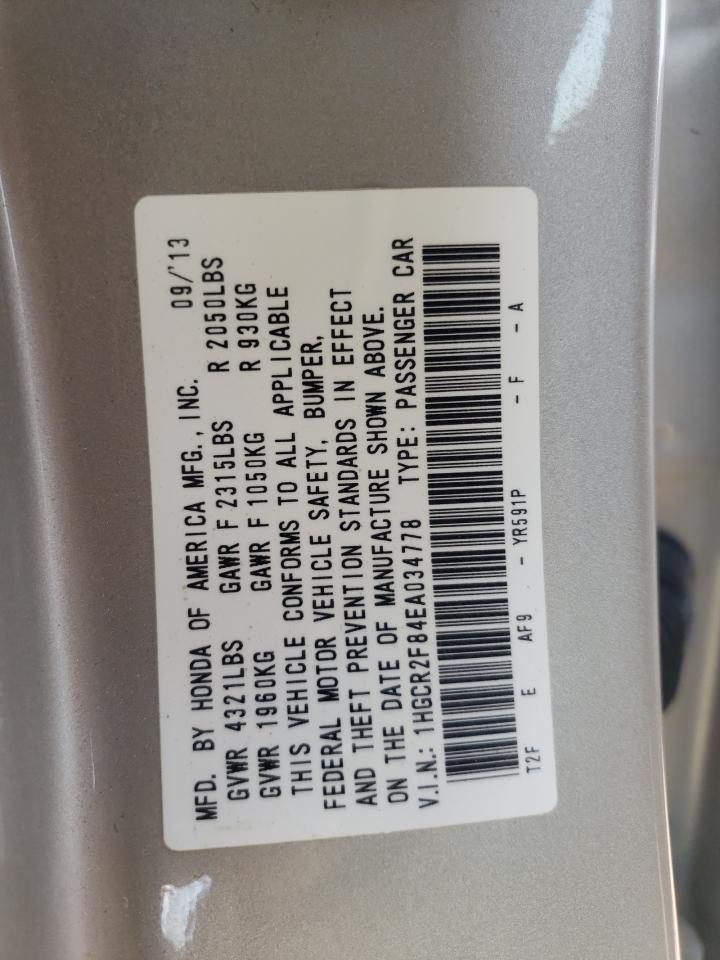 MFD. BY HONDA OF AMERICA MFG., INC. 09/'13
GVWR 4321LBS GAWR F 2315LBS R 2050LBS
GVWR 1960KG GAWR F 1050KG R 930KG
THIS VEHICLE CONFORMS TO ALL APPLICABLE
FEDERAL MOTOR VEHICLE SAFETY, BUMPER,
AND THEFT PREVENTION STANDARDS IN EFFECT
ON THE DATE OF MANUFACTURE SHOWN ABOVE.
V.I.N.: 1HGCR2F84EA034778 TYPE: PASSENGER CAR
T2F E AF9 - YR591P - F - A